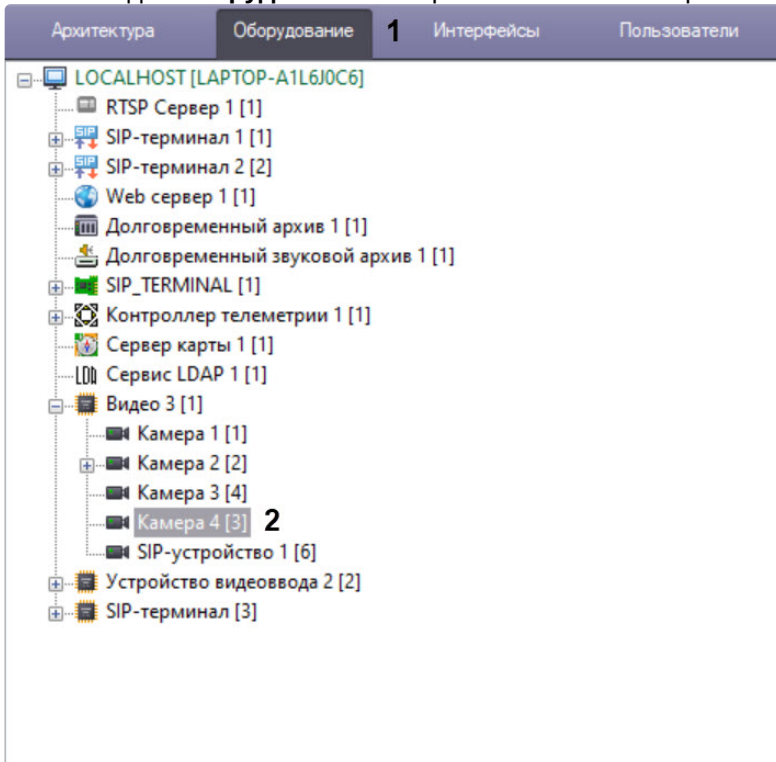 Архитектура Оборудование 1 Интерфейсы Пользователи
LOCALHOST [LAPTOP-A1L6J0C6]
RTSP Сервер 1 [1]
SIP-терминал 1 [1]
SIP-терминал 2 [2]
Web сервер 1 [1]
Долговременный архив 1 [1]
Долговременный звуковой архив 1 [1]
SIP_TERMINAL [1]
Контроллер телеметрии 1 [1]
Сервер карты 1 [1]
Сервис LDAP 1 [1]
Видео 3 [1]
Камера 1 [1]
Камера 2 [2]
Камера 3 [4]
Камера 4 [3] 2
SIP-устройство 1 [6]
Устройство видеоввода 2 [2]
SIP-терминал [3]